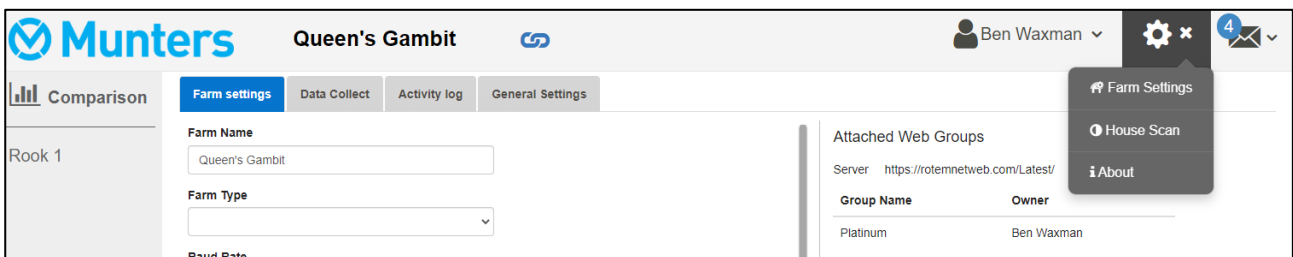 Munters
Queen's Gambit
Ben Waxman
4
Comparison
Rook 1
Farm settings
Data Collect
Activity log
General Settings
Farm Name
Queen's Gambit
Farm Type
Baud Rate
Attached Web Groups
Server https://rotemnetweb.com/Latest/
Group Name Owner
Platinum Ben Waxman
Farm Settings
House Scan
About